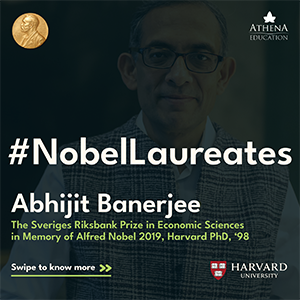 ATHENA
EDUCATION
#NobelLaureates
Abhijit Banerjee
The Sveriges Riksbank Prize in Economic Sciences
in Memory of Alfred Nobel 2019, Harvard PhD, ‘98
Swipe to know more >>
HARVARD
UNIVERSITY